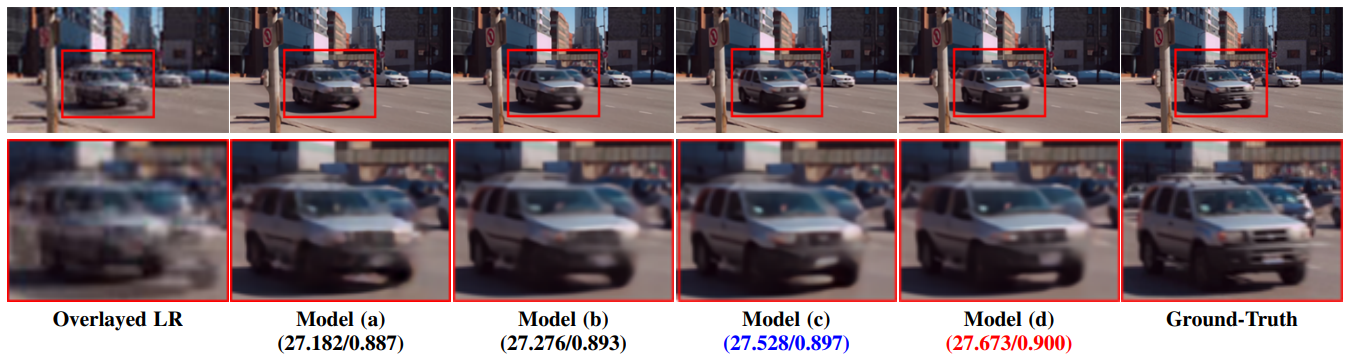 Overlayed LR
Model (a)
(27.182/0.887)
Model (b)
(27.276/0.893)
Model (c)
(27.528/0.897)
Model (d)
(27.673/0.900)
Ground-Truth